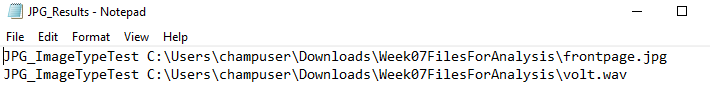 JPG_Results - Notepad
File Edit Format View Help
JPG_ImageTypeTest C:\Users\champuser\Downloads\Week07FilesForAnalysis\frontpage.jpg
JPG_ImageTypeTest C:\Users\champuser\Downloads\Week07FilesForAnalysis\volt.wav